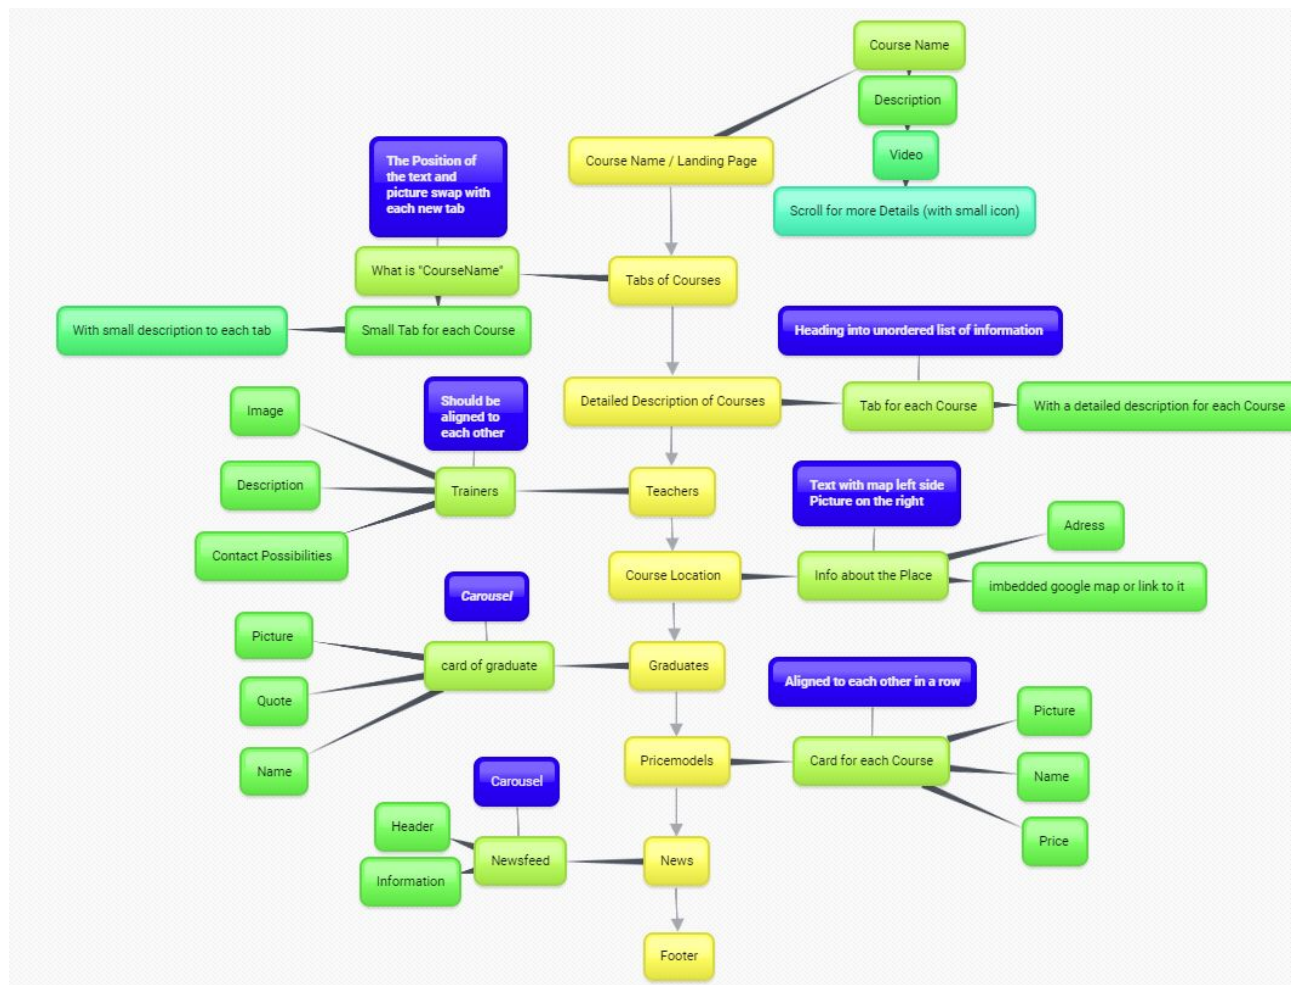 Course Name
Description
Video
Scroll for more Details (with small icon)
Course Name / Landing Page
The Position of
the text and
picture swap with
each new tab
What is "CourseName"
Tabs of Courses
With small description to each tab
Small Tab for each Course
Heading into unordered list of information
Detailed Description of Courses
Tab for each Course
With a detailed description for each Course
Should be
aligned to
each other
Image
Description
Contact Possibilities
Trainers
Teachers
Text with map left side
Picture on the right
Course Location
Info about the Place
Adress
imbedded google map or link to it
Carousel
Picture
Quote
Name
card of graduate
Graduates
Aligned to each other in a row
Pricemodels
Card for each Course
Picture
Name
Price
Carousel
Header
Information
Newsfeed
News
Footer